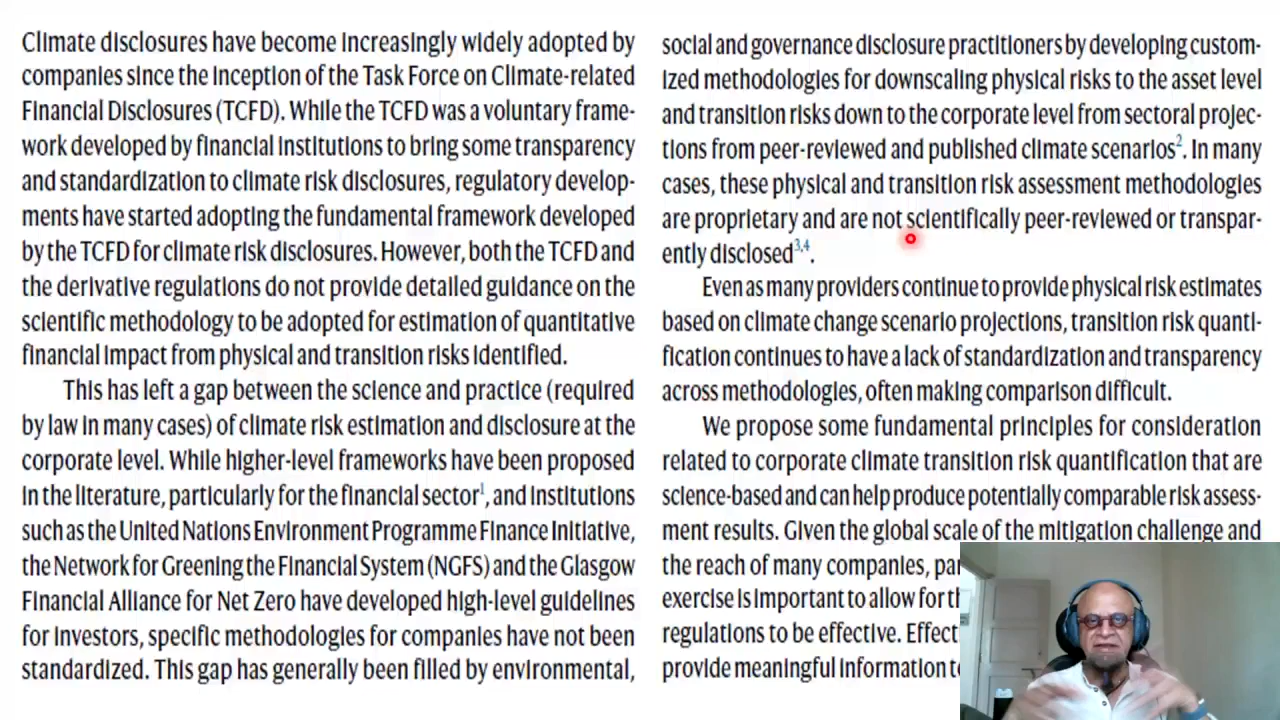 Climate disclosures have become increasingly widely adopted by
companies since the inception of the Task Force on Climate-related
Financial Disclosures (TCFD). While the TCFD was a voluntary frame-
work developed by financial institutions to bring some transparency
and standardization to climate risk disclosures, regulatory develop-
ments have started adopting the fundamental framework developed
by the TCFD for climate risk disclosures. However, both the TCFD and
the derivative regulations do not provide detailed guidance on the
scientific methodology to be adopted for estimation of quantitative
financial impact from physical and transition risks identified.
This has left a gap between the science and practice (required
by law in many cases) of climate risk estimation and disclosure at the
corporate level. While higher-level frameworks have been proposed
in the literature, particularly for the financial sector1, and institutions
such as the United Nations Environment Programme Finance Initiative,
the Network for Greening the Financial System (NGFS) and the Glasgow
Financial Alliance for Net Zero have developed high-level guidelines
for investors, specific methodologies for companies have not been
standardized. This gap has generally been filled by environmental,
social and governance disclosure practitioners by developing custom-
ized methodologies for downscaling physical risks to the asset level
and transition risks down to the corporate level from sectoral projec-
tions from peer-reviewed and published climate scenarios2. In many
cases, these physical and transition risk assessment methodologies
are proprietary and are not scientifically peer-reviewed or transpar-
ently disclosed3,4.
Even as many providers continue to provide physical risk estimates
based on climate change scenario projections, transition risk quanti-
fication continues to have a lack of standardization and transparency
across methodologies, often making comparison difficult.
We propose some fundamental principles for consideration
related to corporate climate transition risk quantification that are
science-based and can help produce potentially comparable risk assess-
ment results. Given the global scale of the mitigation challenge and
the reach of many companies,
exercise is important to allow for
regulations to be effective.
provide meaningful information